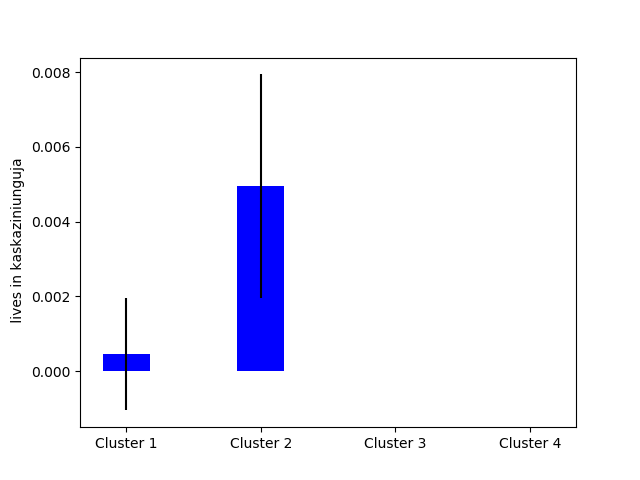 0.008
0.006
0.004
0.002
0.000
lives in kaskaziniunguja
Cluster 1
Cluster 2
Cluster 3
Cluster 4